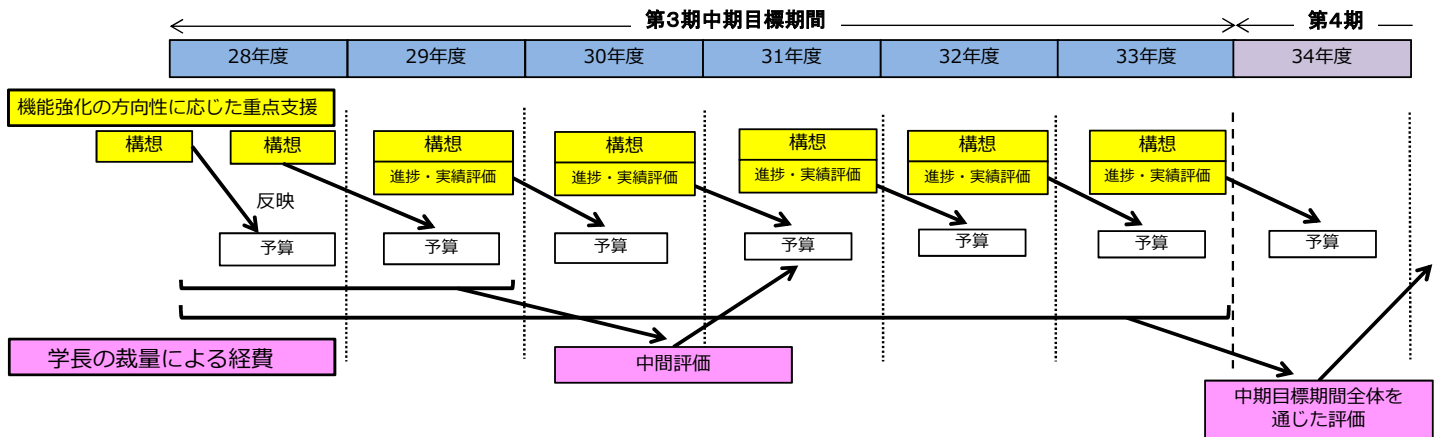 第3期中期目標期間
第4期
28年度
29年度
30年度
31年度
32年度
33年度
34年度
機能強化の方向性に応じた重点支援
構想
構想
構想
進捗・実績評価
構想
進捗・実績評価
構想
進捗・実績評価
構想
進捗・実績評価
構想
進捗・実績評価
反映
予算
予算
予算
予算
予算
予算
予算
学長の裁量による経費
中間評価
中期目標期間全体を
通じた評価